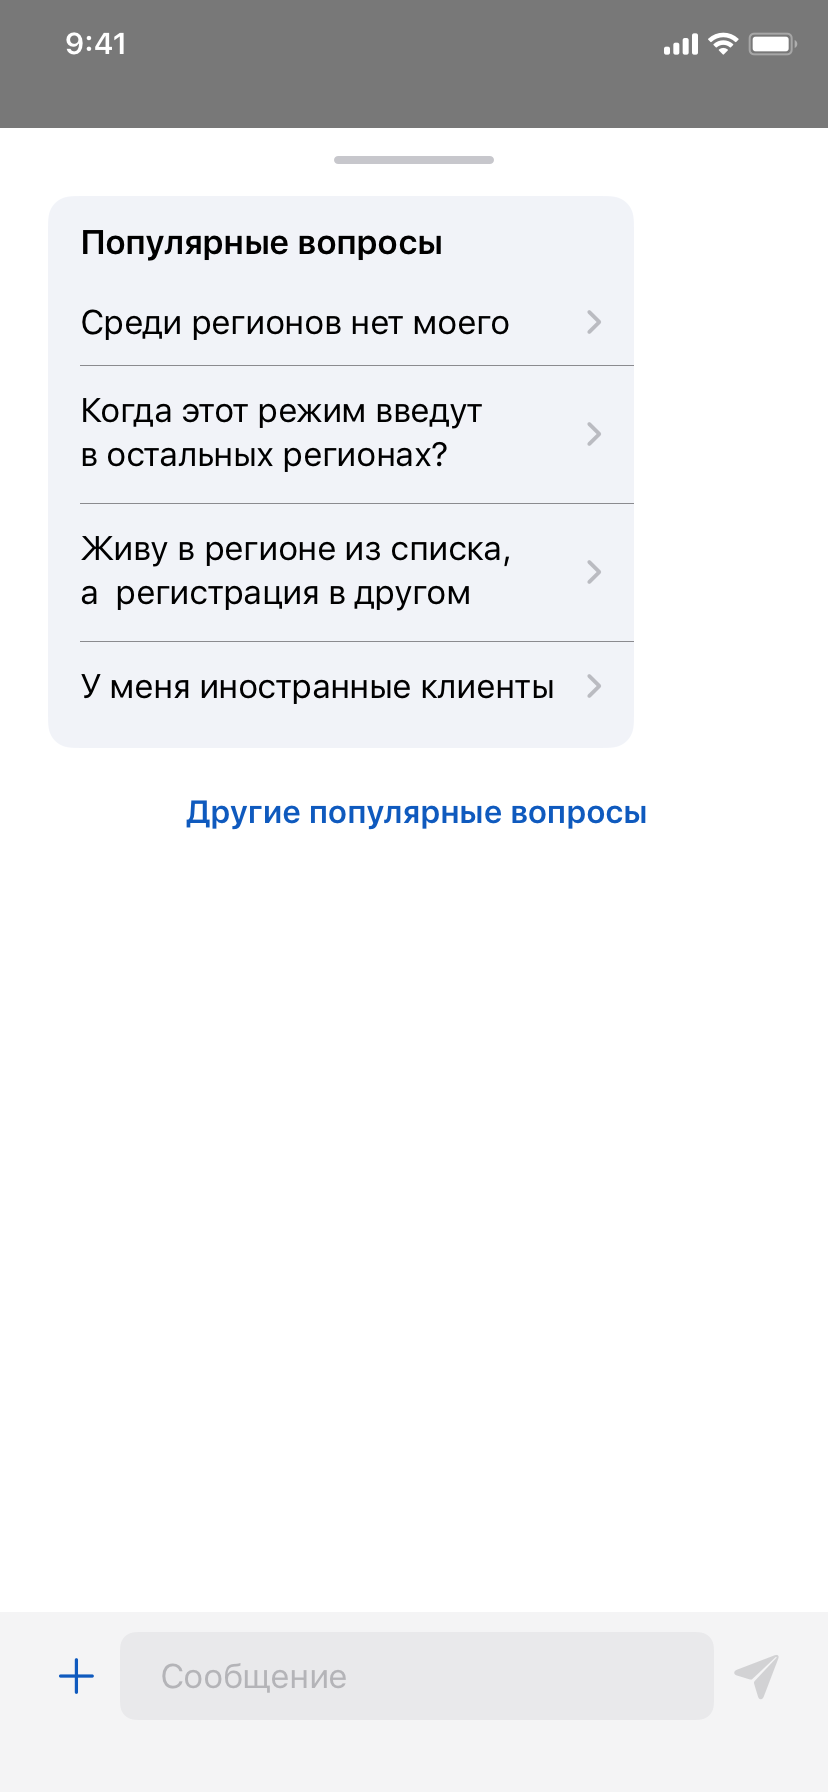 9:41
Популярные вопросы
Среди регионов нет моего
Когда этот режим введут
в остальных регионах?
Живу в регионе из списка,
а  регистрация в другом
У меня иностранные клиенты
Другие популярные вопросы
Сообщение